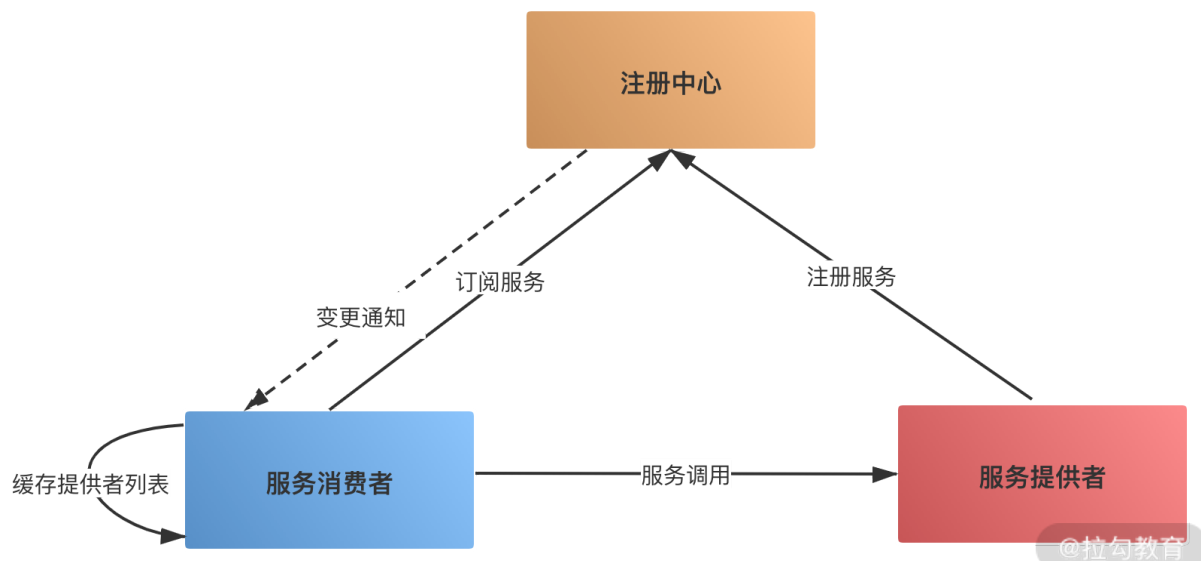 注册中心
订阅服务
注册服务
变更通知
缓存提供者列表
服务消费者
服务调用
服务提供者
@拉勾教育